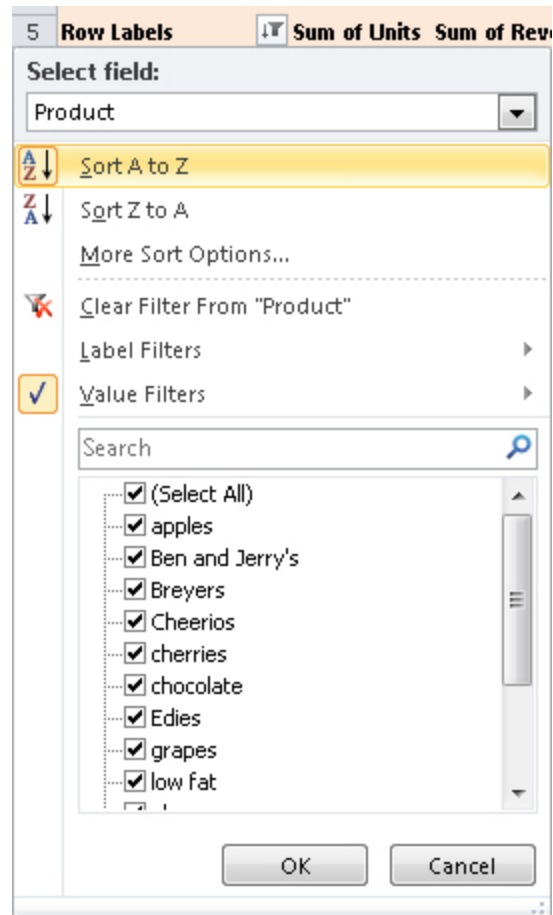 5 Row Labels Sum of Units Sum of Rev
Select field:
Product
Sort A to Z
Sort Z to A
More Sort Options...
Clear Filter From "Product"
Label Filters
Value Filters
Search
(Select All)
apples
Ben and Jerry's
Breyers
Cheerios
cherries
chocolate
Edies
grapes
low fat
OK Cancel